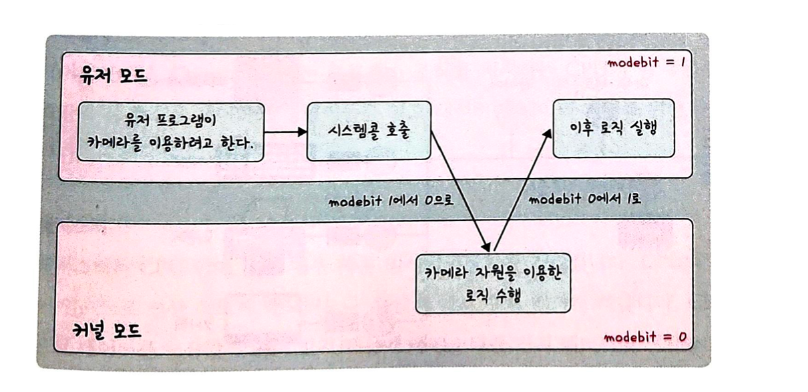 유저 모드
modebit = 1
유저 프로그램이
카메라를 이용하려고 한다.
시스템콜 호출
이후 로직 실행
modebit 1에서 0으로
modebit 0에서 1로
카메라 자원을 이용한
로직 수행
커널 모드
modebit = 0